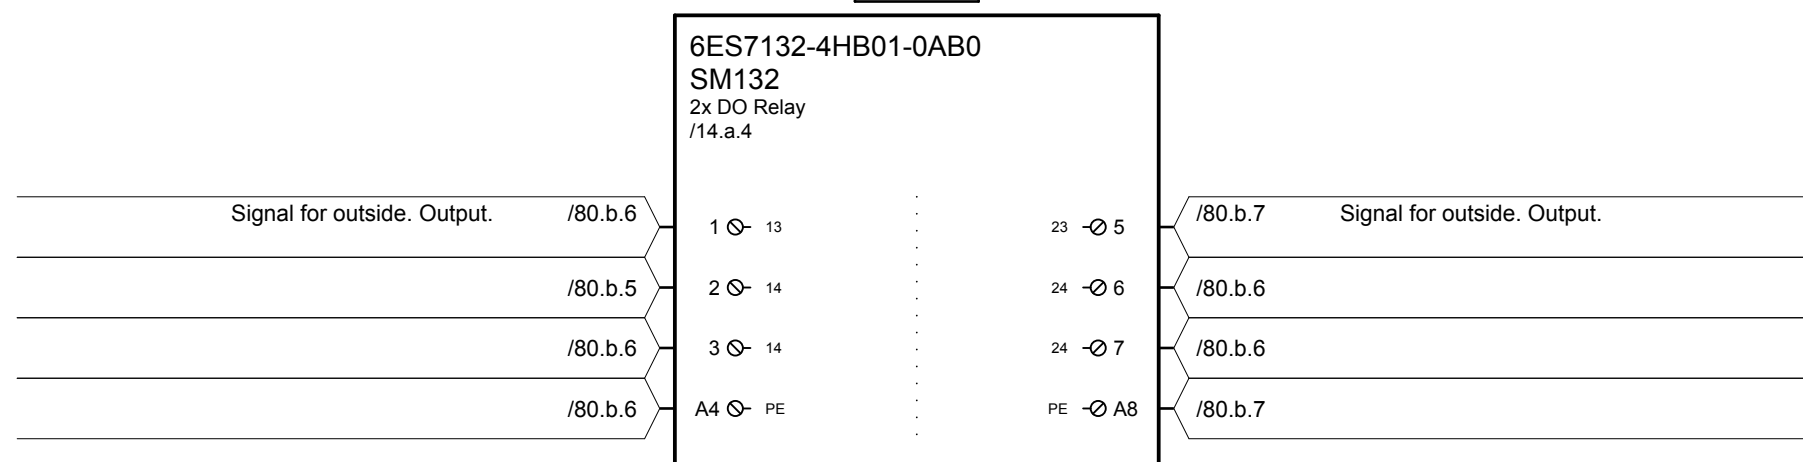 6ES7132-4HB01-0AB0
SM132
2x DO Relay
/14.a.4
Signal for outside. Output. /80.b.6 1 13 23 5 /80.b.7 Signal for outside. Output.
/80.b.5 2 14 24 6 /80.b.6
/80.b.6 3 14 24 7 /80.b.6
/80.b.6 A4 PE PE A8 /80.b.7